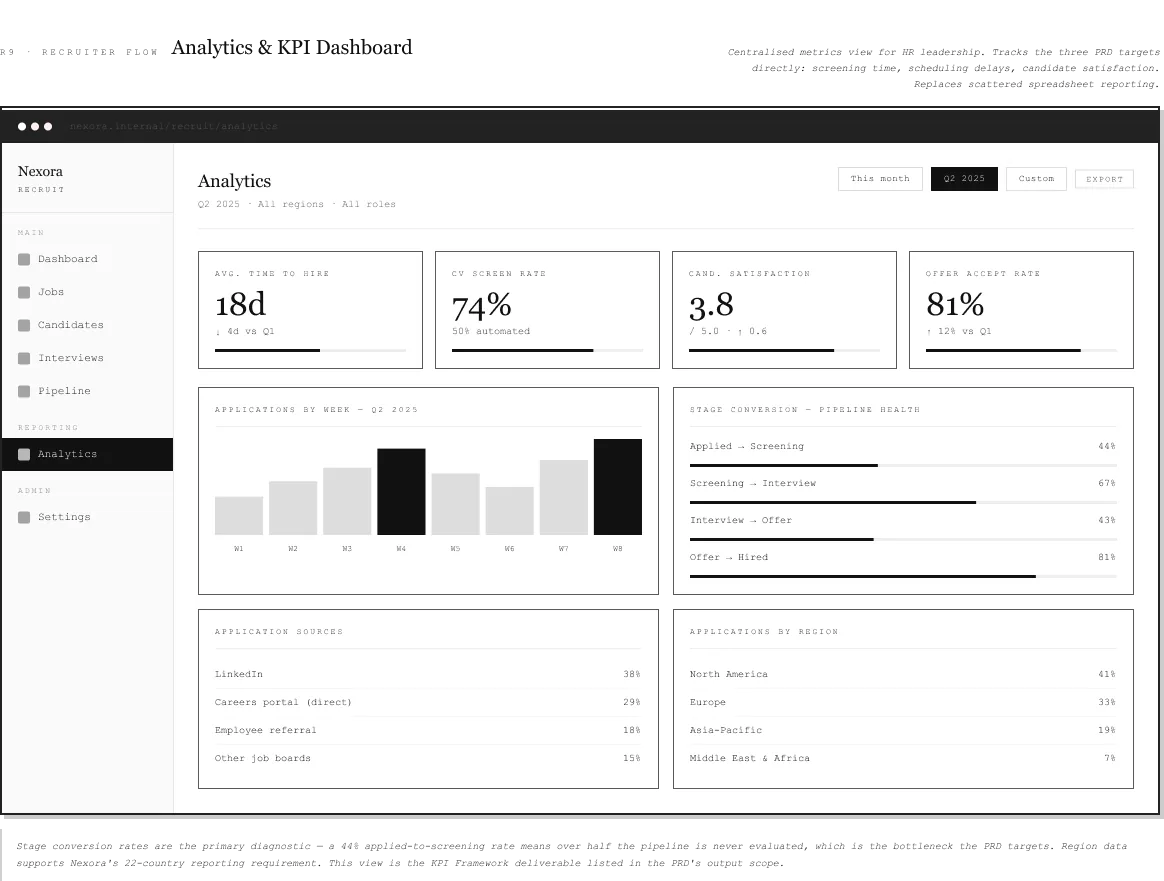 R9 · RECRUITER FLOW Analytics & KPI Dashboard
Centralised metrics view for HR leadership. Tracks the three PRD targets
directly: screening time, scheduling delays, candidate satisfaction.
Replaces scattered spreadsheet reporting.
nexora.internal/recruit/analytics
Nexora
RECRUIT
MAIN
Dashboard
Jobs
Candidates
Interviews
Pipeline
REPORTING
Analytics
ADMIN
Settings
Analytics
Q2 2025 · All regions · All roles
This month
Q2 2025
Custom
EXPORT
AVG. TIME TO HIRE
18d
↓ 4d vs Q1
CV SCREEN RATE
74%
50% automated
CAND. SATISFACTION
3.8
/ 5.0 · ↑ 0.6
OFFER ACCEPT RATE
81%
↑ 12% vs Q1
APPLICATIONS BY WEEK — Q2 2025
W1 W2 W3 W4 W5 W6 W7 W8
STAGE CONVERSION — PIPELINE HEALTH
Applied → Screening 44%
Screening → Interview 67%
Interview → Offer 43%
Offer → Hired 81%
APPLICATION SOURCES
LinkedIn 38%
Careers portal (direct) 29%
Employee referral 18%
Other job boards 15%
APPLICATIONS BY REGION
North America 41%
Europe 33%
Asia-Pacific 19%
Middle East & Africa 7%
Stage conversion rates are the primary diagnostic — a 44% applied-to-screening rate means over half the pipeline is never evaluated, which is the bottleneck the PRD targets. Region data
supports Nexora's 22-country reporting requirement. This view is the KPI Framework deliverable listed in the PRD's output scope.